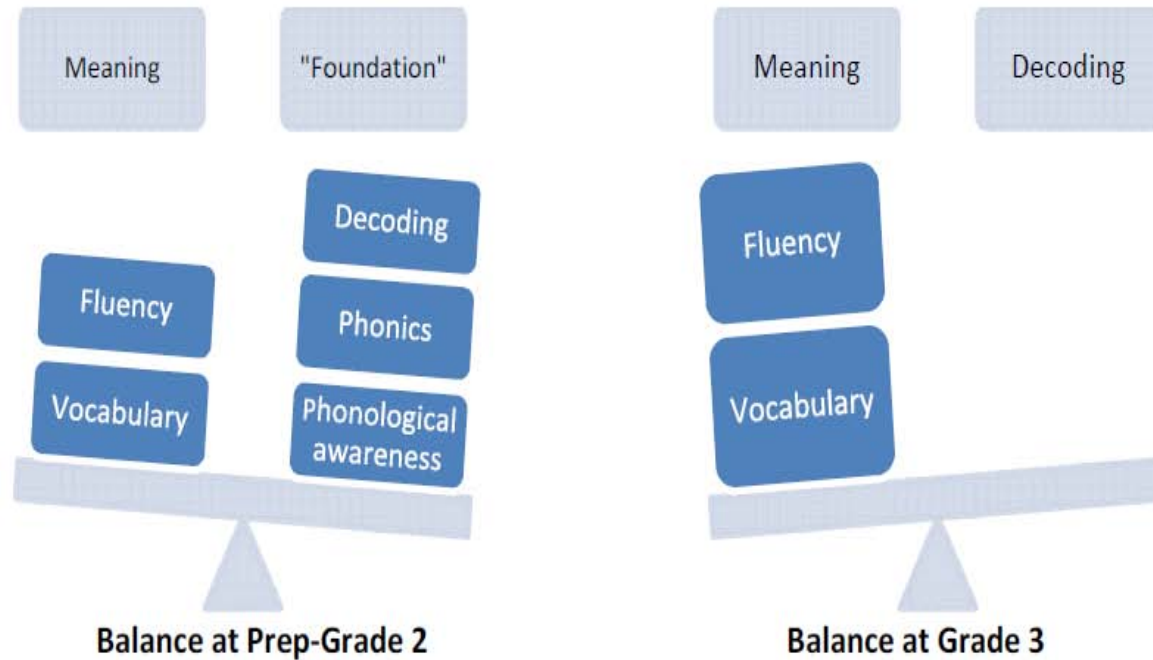 Meaning
"Foundation"
Decoding
Fluency
Phonics
Vocabulary
Phonological
awareness
Balance at Prep-Grade 2
Meaning
Decoding
Fluency
Vocabulary
Balance at Grade 3